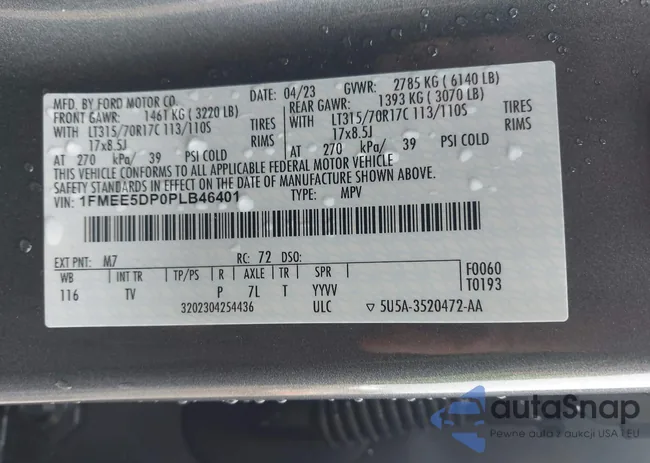 MFD. BY FORD MOTOR CO. DATE: 04/23 GVWR: 2785 KG ( 6140 LB)
FRONT GAWR: 1461 KG ( 3220 LB) REAR GAWR: 1393 KG ( 3070 LB)
WITH LT315/70R17C 113/110S TIRES WITH LT315/70R17C 113/110S TIRES
17x8.5J RIMS 17x8.5J RIMS
AT 270 kPa/ 39 PSI COLD AT 270 kPa/ 39 PSI COLD
THIS VEHICLE CONFORMS TO ALL APPLICABLE FEDERAL MOTOR VEHICLE
SAFETY STANDARDS IN EFFECT ON THE DATE OF MANUFACTURE SHOWN ABOVE.
VIN: 1FMEE5DP0PLB46401 TYPE: MPV
EXT PNT: M7 RC: 72 DSO:
WB INT TR TP/PS R AXLE TR SPR F0060
116 TV P 7L T YYVV T0193
3202304254436 ULC ▽ 5U5A-3520472-AA
autaSnap
Pewne auta z aukcji USA i EU